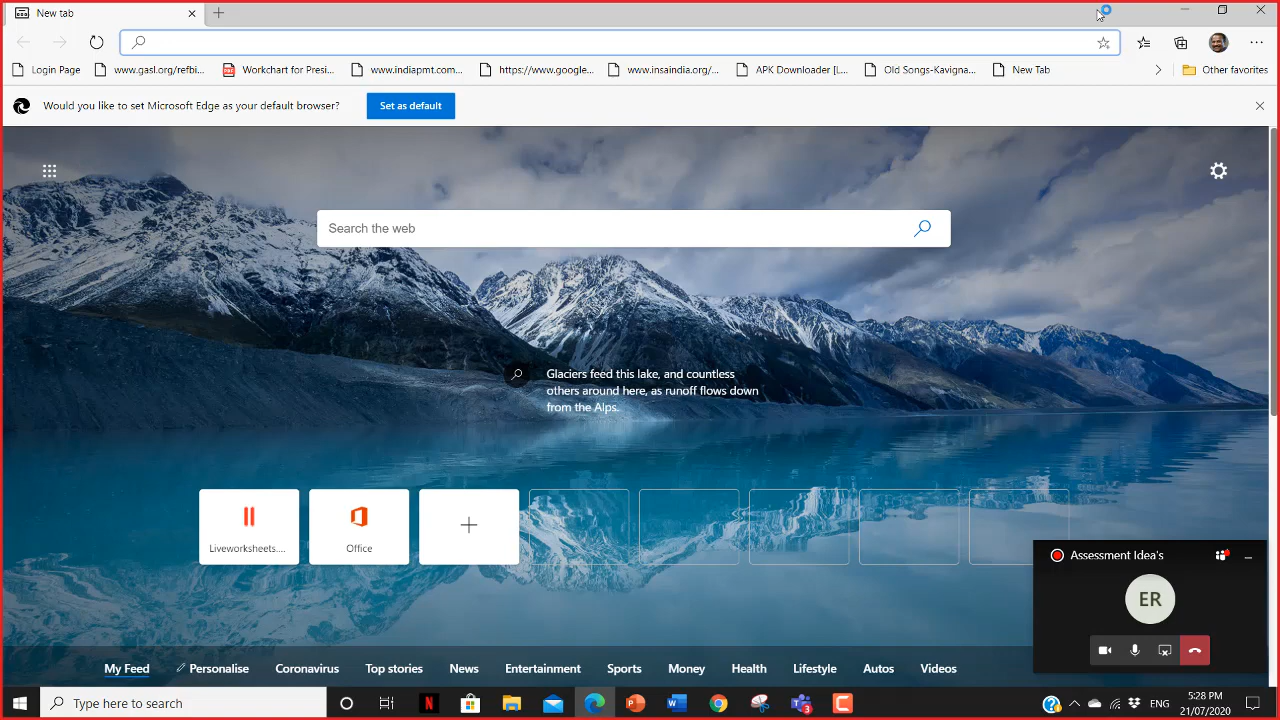 New tab
Login Page
www.gasl.org/refbi...
Workchart for Presi...
www.indiapmt.com...
https://www.google...
www.insaindia.org/...
APK Downloader [L...
Old Songs-Kavigna...
New Tab
Other favorites
Would you like to set Microsoft Edge as your default browser?
Set as default
Search the web
Glaciers feed this lake, and countless
others around here, as runoff flows down
from the Alps.
Liveworksheets....
Office
Assessment Idea's
ER
My Feed
Personalise
Coronavirus
Top stories
News
Entertainment
Sports
Money
Health
Lifestyle
Autos
Videos
Type here to search
ENG
5:28 PM
21/07/2020